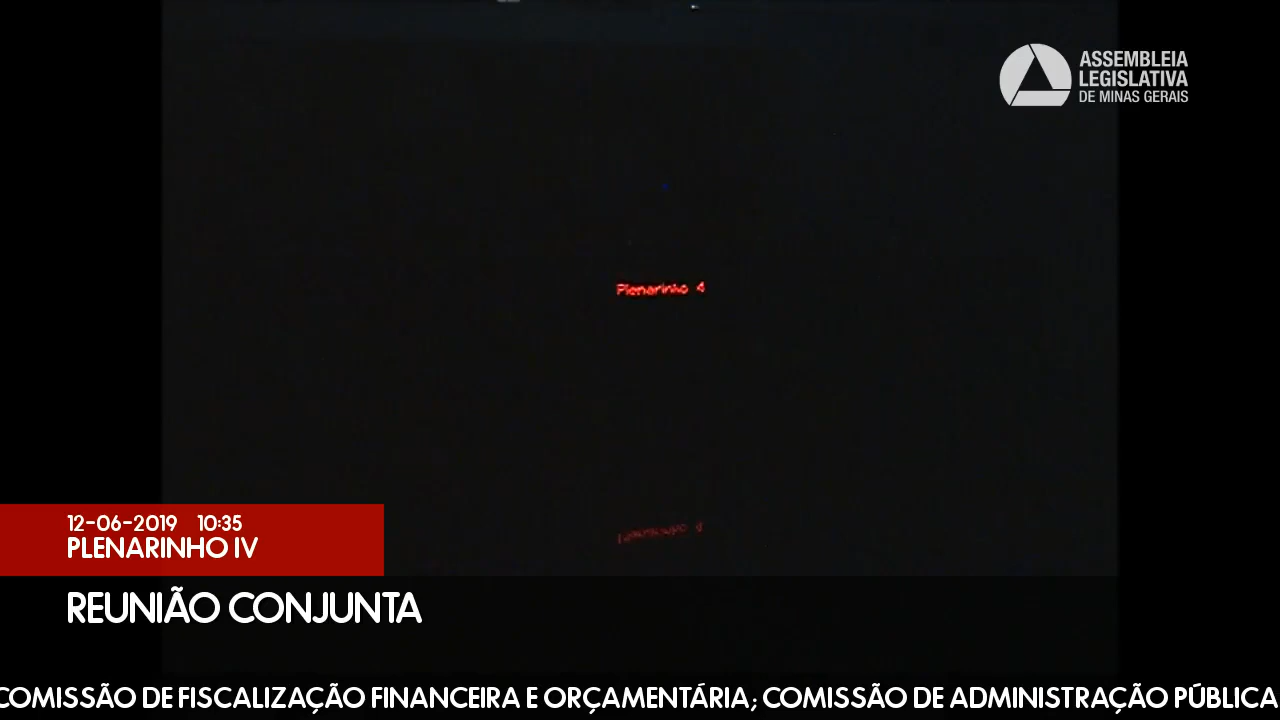 ASSEMBLEIA
LEGISLATIVA
DE MINAS GERAIS
Plenarinho 4
12-06-2019 10:35
PLENARINHO IV
REUNIÃO CONJUNTA
COMISSÃO DE FISCALIZAÇÃO FINANCEIRA E ORÇAMENTÁRIA; COMISSÃO DE ADMINISTRAÇÃO PÚBLICA